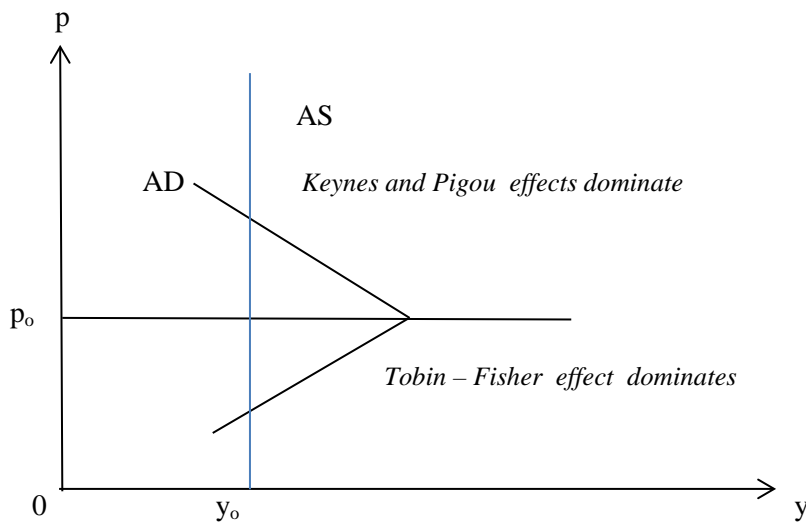 p
AS
AD
Keynes and Pigou effects dominate
pₒ
Tobin – Fisher effect dominates
0
yₒ
y